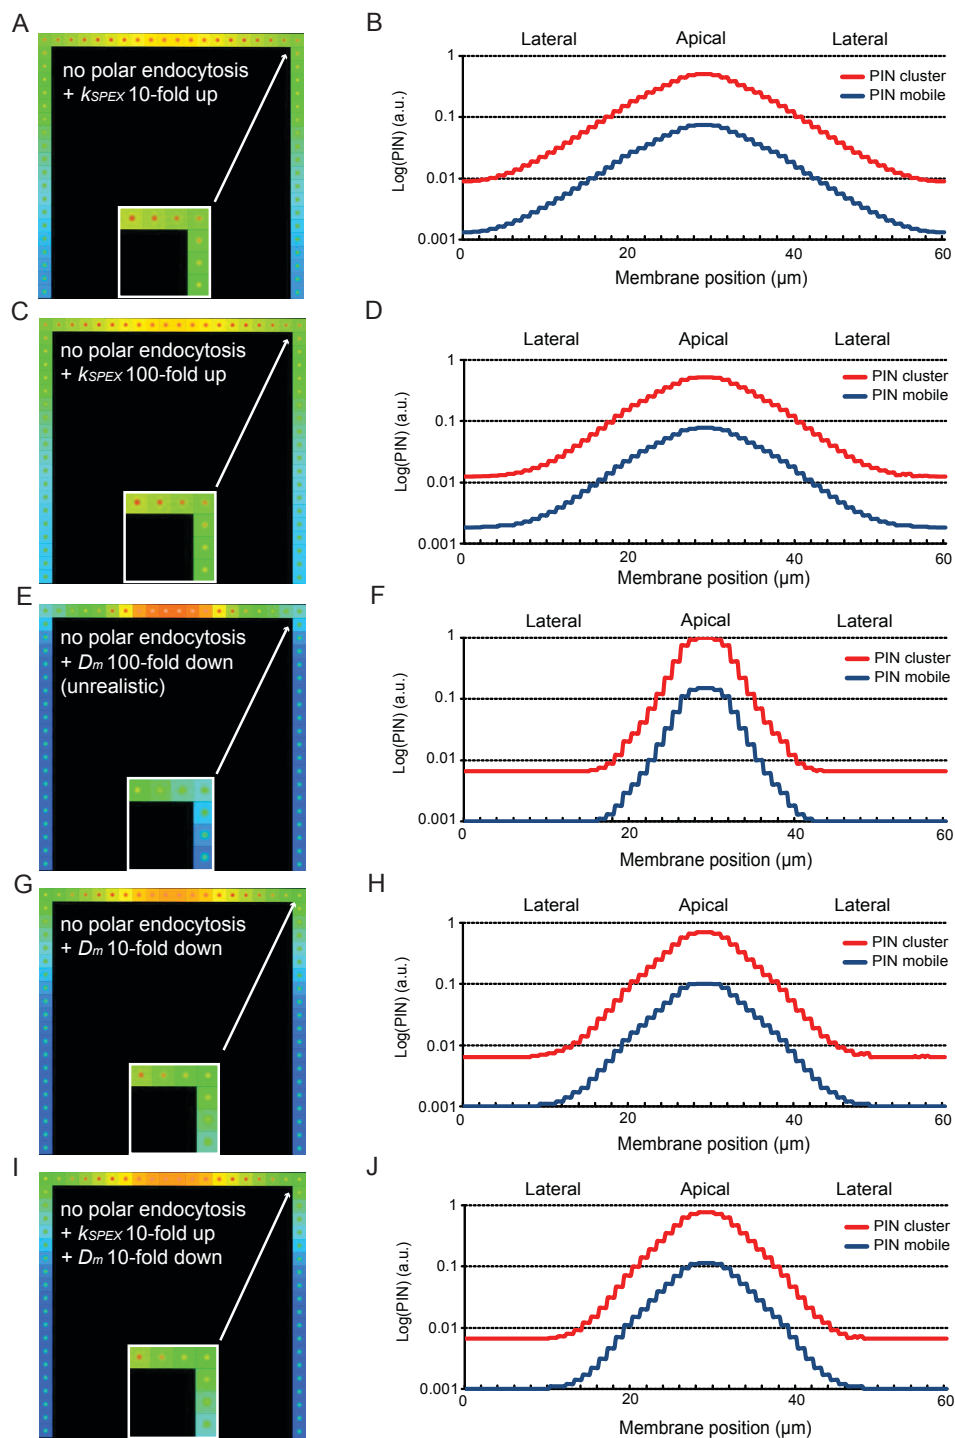 A
no polar endocytosis
+ kSPEX 10-fold up
B
Lateral Apical Lateral
Log(PIN) (a.u.)
1
0.1
0.01
0.001
PIN cluster
PIN mobile
0 20 40 60
Membrane position (µm)
C
no polar endocytosis
+ kSPEX 100-fold up
D
Lateral Apical Lateral
Log(PIN) (a.u.)
1
0.1
0.01
0.001
PIN cluster
PIN mobile
0 20 40 60
Membrane position (µm)
E
no polar endocytosis
+ Dm 100-fold down
(unrealistic)
F
Lateral Apical Lateral
Log(PIN) (a.u.)
1
0.1
0.01
0.001
PIN cluster
PIN mobile
0 20 40 60
Membrane position (µm)
G
no polar endocytosis
+ Dm 10-fold down
H
Lateral Apical Lateral
Log(PIN) (a.u.)
1
0.1
0.01
0.001
PIN cluster
PIN mobile
0 20 40 60
Membrane position (µm)
I
no polar endocytosis
+ kSPEX 10-fold up
+ Dm 10-fold down
J
Lateral Apical Lateral
Log(PIN) (a.u.)
1
0.1
0.01
0.001
PIN cluster
PIN mobile
0 20 40 60
Membrane position (µm)